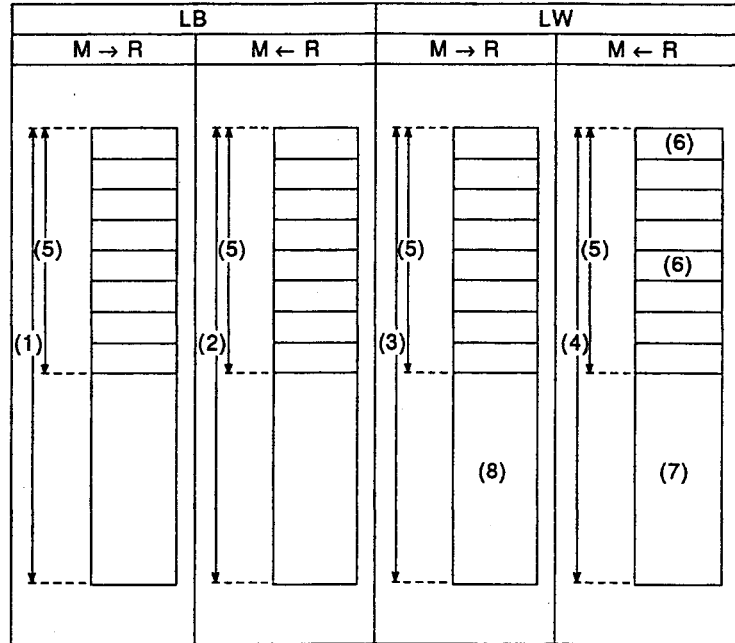 LB LW
M → R M ← R M → R M ← R
(6)
(5) (5) (5) (5) (6)
(1) (2) (3) (4)
(8) (7)